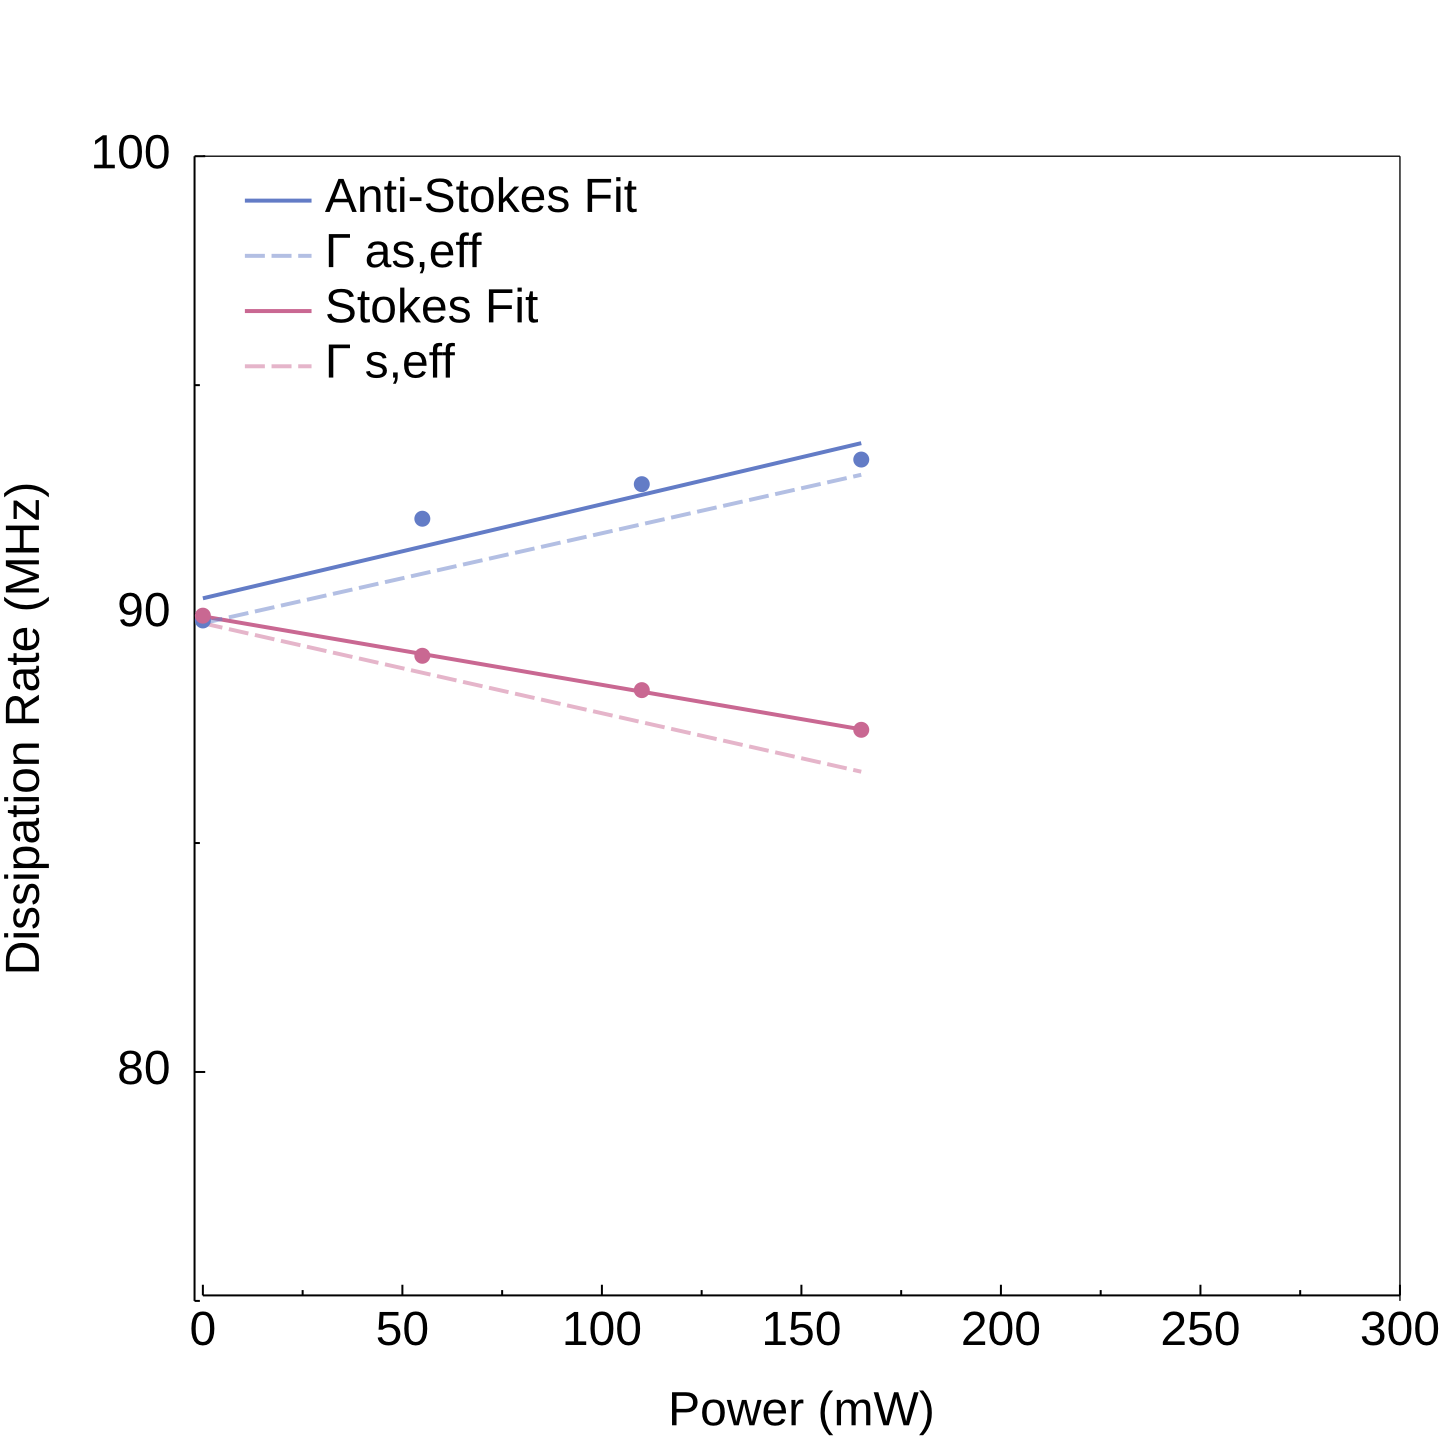 100
Anti-Stokes Fit
Γ as,eff
Stokes Fit
Γ s,eff
90
80
Dissipation Rate (MHz)
0 50 100 150 200 250 300
Power (mW)